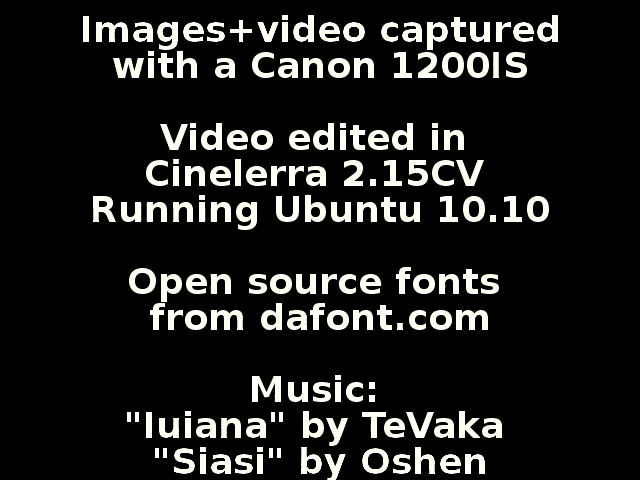 Images+video captured
with a Canon 1200IS
Video edited in
Cinelerra 2.15CV
Running Ubuntu 10.10
Open source fonts
from dafont.com
Music:
"Iuiana" by TeVaka
"Siasi" by Oshen